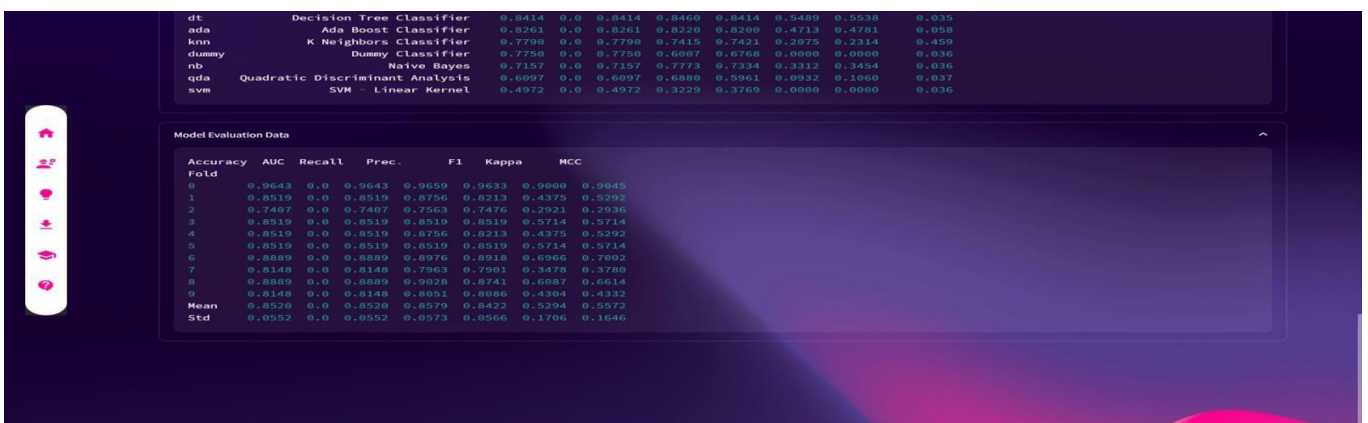 dt Decision Tree Classifier 0.8414 0.0 0.8414 0.8460 0.8414 0.5489 0.5538 0.035
ada Ada Boost Classifier 0.8261 0.0 0.8261 0.8220 0.8200 0.4713 0.4781 0.058
knn K Neighbors Classifier 0.7790 0.0 0.7790 0.7415 0.7421 0.2075 0.2314 0.459
dummy Dummy Classifier 0.7750 0.0 0.7750 0.6007 0.6768 0.0000 0.0000 0.036
nb Naive Bayes 0.7157 0.0 0.7157 0.7773 0.7334 0.3312 0.3454 0.036
qda Quadratic Discriminant Analysis 0.6097 0.0 0.6097 0.6880 0.5961 0.0932 0.1060 0.037
svm SVM - Linear Kernel 0.4972 0.0 0.4972 0.3229 0.3769 0.0000 0.0000 0.036
Model Evaluation Data
Accuracy AUC Recall Prec. F1 Kappa MCC
Fold
0 0.9643 0.0 0.9643 0.9659 0.9633 0.9000 0.9045
1 0.8519 0.0 0.8519 0.8756 0.8213 0.4375 0.5292
2 0.7407 0.0 0.7407 0.7563 0.7476 0.2921 0.2936
3 0.8519 0.0 0.8519 0.8519 0.8519 0.5714 0.5714
4 0.8519 0.0 0.8519 0.8756 0.8213 0.4375 0.5292
5 0.8519 0.0 0.8519 0.8519 0.8519 0.5714 0.5714
6 0.8889 0.0 0.8889 0.8976 0.8918 0.6966 0.7002
7 0.8148 0.0 0.8148 0.7963 0.7901 0.3478 0.3780
8 0.8889 0.0 0.8889 0.9028 0.8741 0.6087 0.6614
9 0.8148 0.0 0.8148 0.8051 0.8086 0.4304 0.4332
Mean 0.8520 0.0 0.8520 0.8579 0.8422 0.5294 0.5572
Std 0.0552 0.0 0.0552 0.0573 0.0566 0.1706 0.1646